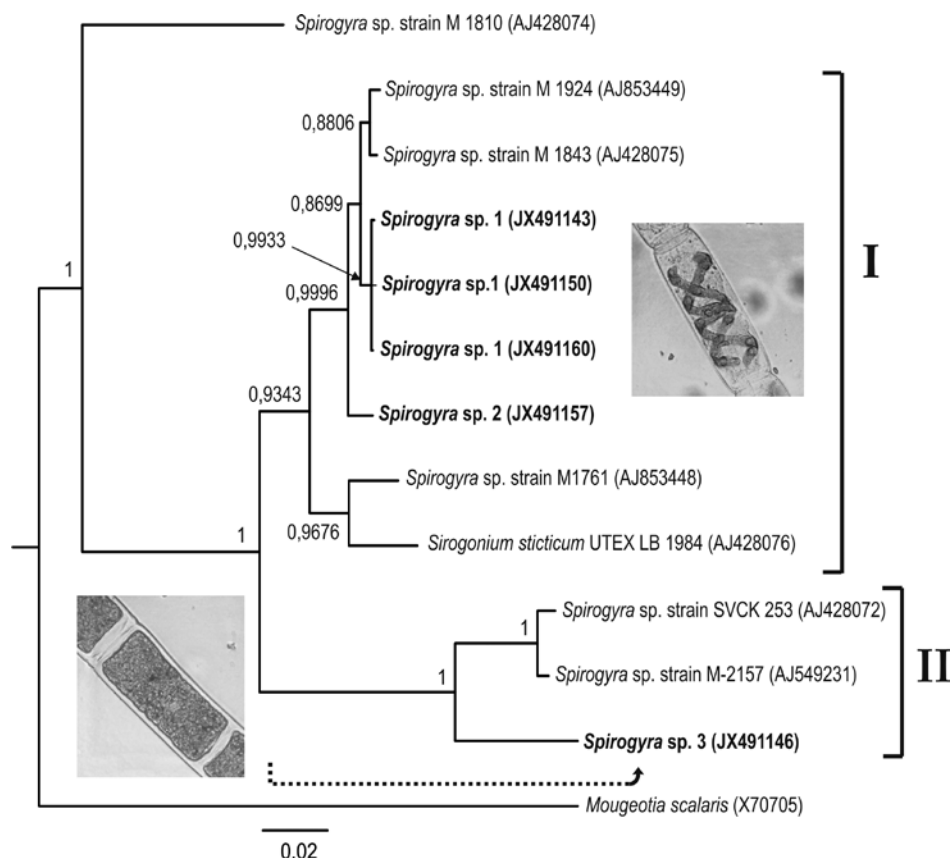 Spirogyra sp. strain M 1810 (AJ428074)
Spirogyra sp. strain M 1924 (AJ853449)
0,8806
Spirogyra sp. strain M 1843 (AJ428075)
0,8699
Spirogyra sp. 1 (JX491143)
0,9933
1
I
Spirogyra sp.1 (JX491150)
0,9996
Spirogyra sp. 1 (JX491160)
0,9343
Spirogyra sp. 2 (JX491157)
Spirogyra sp. strain M1761 (AJ853448)
1
0,9676
Sirogonium sticticum UTEX LB 1984 (AJ428076)
Spirogyra sp. strain SVCK 253 (AJ428072)
1
II
1
Spirogyra sp. strain M-2157 (AJ549231)
Spirogyra sp. 3 (JX491146)
Mougeotia scalaris (X70705)
0.02